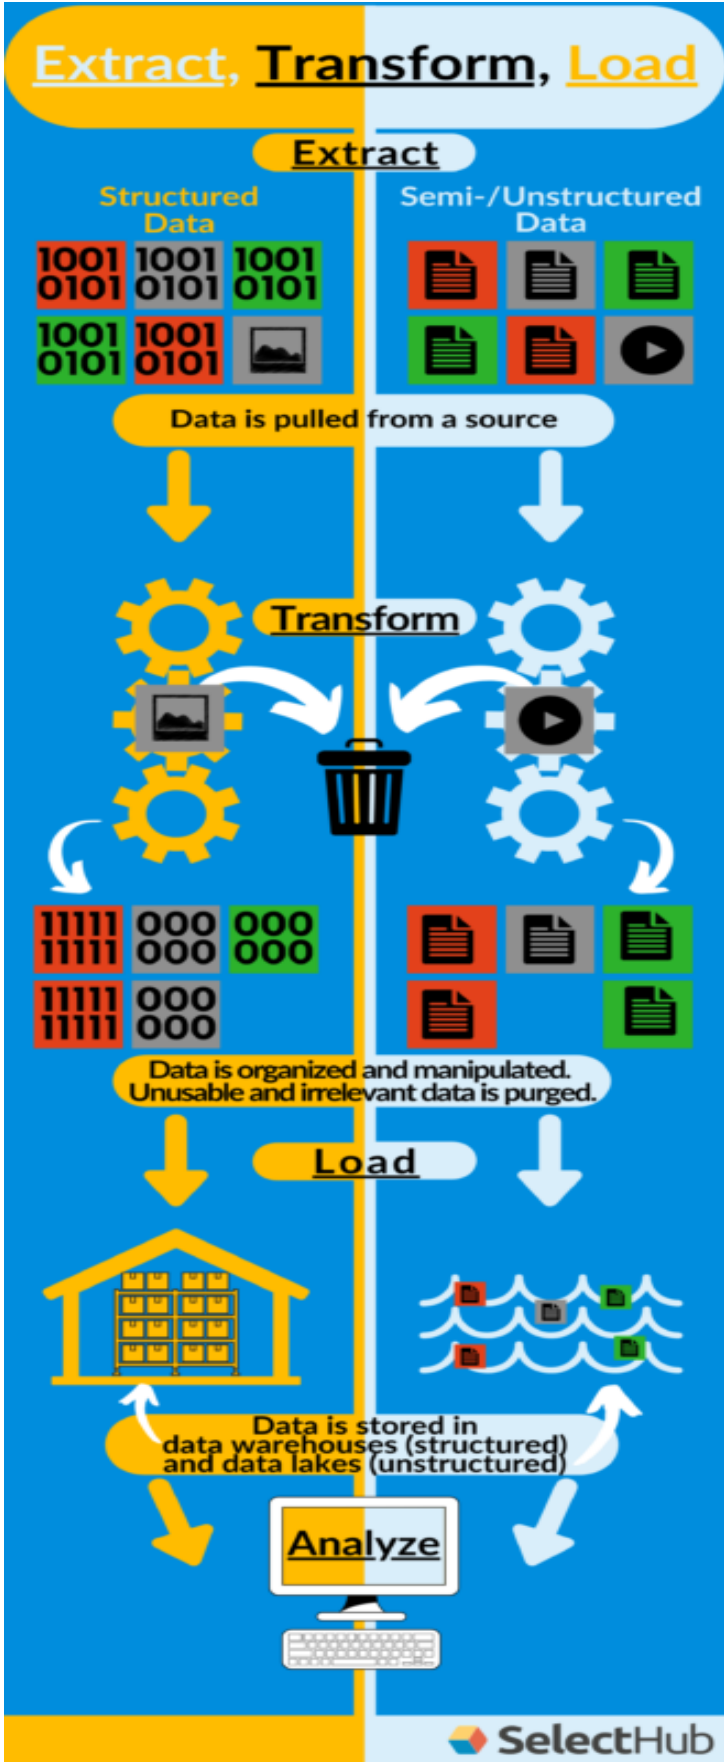 Extract, Transform, Load
Extract
Structured
Data
Semi-/Unstructured
Data
1001
0101
1001
0101
1001
0101
1001
0101
1001
0101
Data is pulled from a source
Transform
11111
11111
000
000
000
000
11111
11111
000
000
Data is organized and manipulated.
Unusable and irrelevant data is purged.
Load
Data is stored in
data warehouses (structured)
and data lakes (unstructured)
Analyze
SelectHub